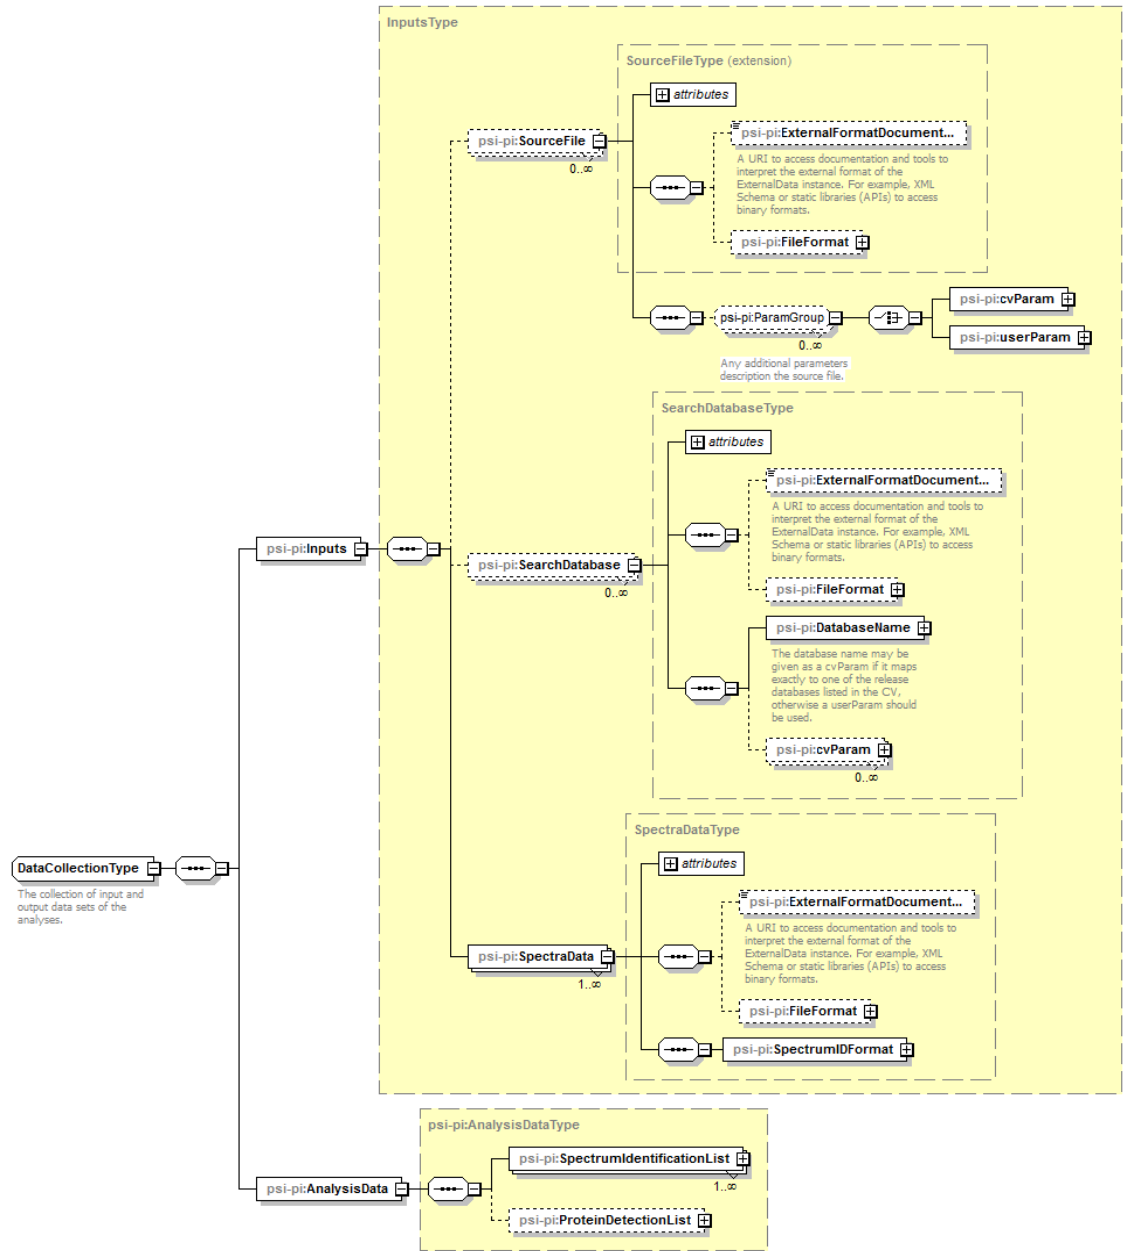 InputsType
SourceFileType (extension)
attributes
psi-pi:ExternalFormatDocument...
A URI to access documentation and tools to
interpret the external format of the
ExternalData instance. For example, XML
Schema or static libraries (APIs) to access
binary formats.
psi-pi:SourceFile
0..∞
psi-pi:FileFormat
psi-pi:ParamGroup
0..∞
Any additional parameters
description the source file.
psi-pi:cvParam
psi-pi:userParam
SearchDatabaseType
attributes
psi-pi:ExternalFormatDocument...
A URI to access documentation and tools to
interpret the external format of the
ExternalData instance. For example, XML
Schema or static libraries (APIs) to access
binary formats.
psi-pi:Inputs
psi-pi:SearchDatabase
0..∞
psi-pi:FileFormat
psi-pi:DatabaseName
The database name may be
given as a cvParam if it maps
exactly to one of the release
databases listed in the CV,
otherwise a userParam should
be used.
psi-pi:cvParam
0..∞
SpectraDataType
attributes
DataCollectionType
The collection of input and
output data sets of the
analyses.
psi-pi:ExternalFormatDocument...
A URI to access documentation and tools to
interpret the external format of the
ExternalData instance. For example, XML
Schema or static libraries (APIs) to access
binary formats.
psi-pi:SpectraData
1..∞
psi-pi:FileFormat
psi-pi:SpectrumIDFormat
psi-pi:AnalysisDataType
psi-pi:SpectrumIdentificationList
1..∞
psi-pi:AnalysisData
psi-pi:ProteinDetectionList